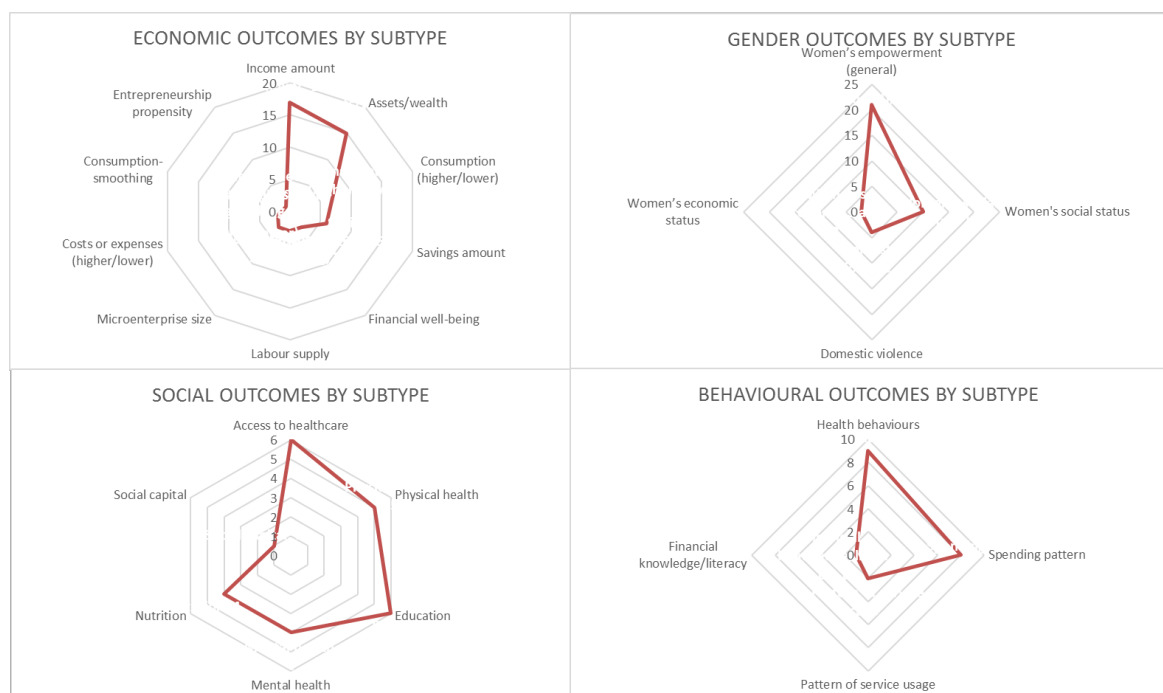 ECONOMIC OUTCOMES BY SUBTYPE
Income amount
20
15
10
5
0
Assets/wealth
Consumption
(higher/lower)
Savings amount
Financial well-being
Labour supply
Microenterprise size
Costs or expenses
(higher/lower)
Consumption-
smoothing
Entrepreneurship
propensity
GENDER OUTCOMES BY SUBTYPE
Women's empowerment
(general)
25
20
15
10
5
0
Women's social status
Domestic violence
Women's economic
status
SOCIAL OUTCOMES BY SUBTYPE
Access to healthcare
6
5
4
3
2
1
0
Physical health
Education
Mental health
Nutrition
Social capital
BEHAVIOURAL OUTCOMES BY SUBTYPE
Health behaviours
10
8
6
4
2
0
Spending pattern
Pattern of service usage
Financial
knowledge/literacy